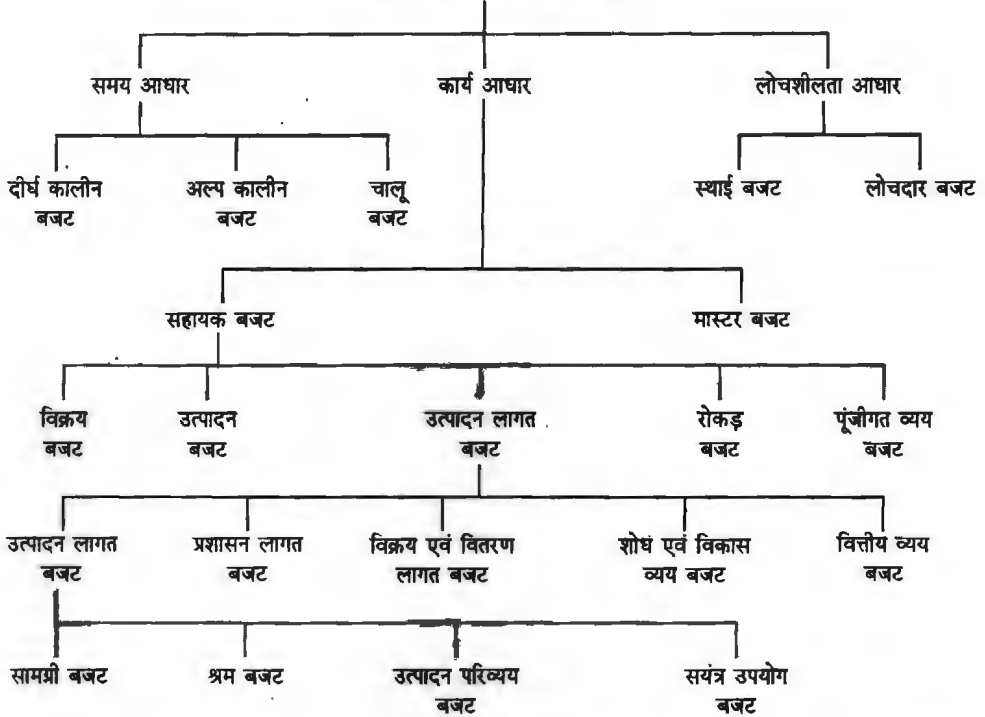 समय आधार कार्य आधार लोचशीलता आधार
दीर्घ कालीन अल्प कालीन चालू स्थाई बजट लोचदार बजट
बजट बजट बजट
सहायक बजट मास्टर बजट
विक्रय उत्पादन उत्पादन लागत रोकड़ पूंजीगत व्यय
बजट बजट बजट बजट बजट
उत्पादन लागत प्रशासन लागत विक्रय एवं वितरण शोध एवं विकास वित्तीय व्यय
बजट बजट लागत बजट व्यय बजट बजट
सामग्री बजट श्रम बजट उत्पादन परिव्यय सयंत्र उपयोग
बजट बजट